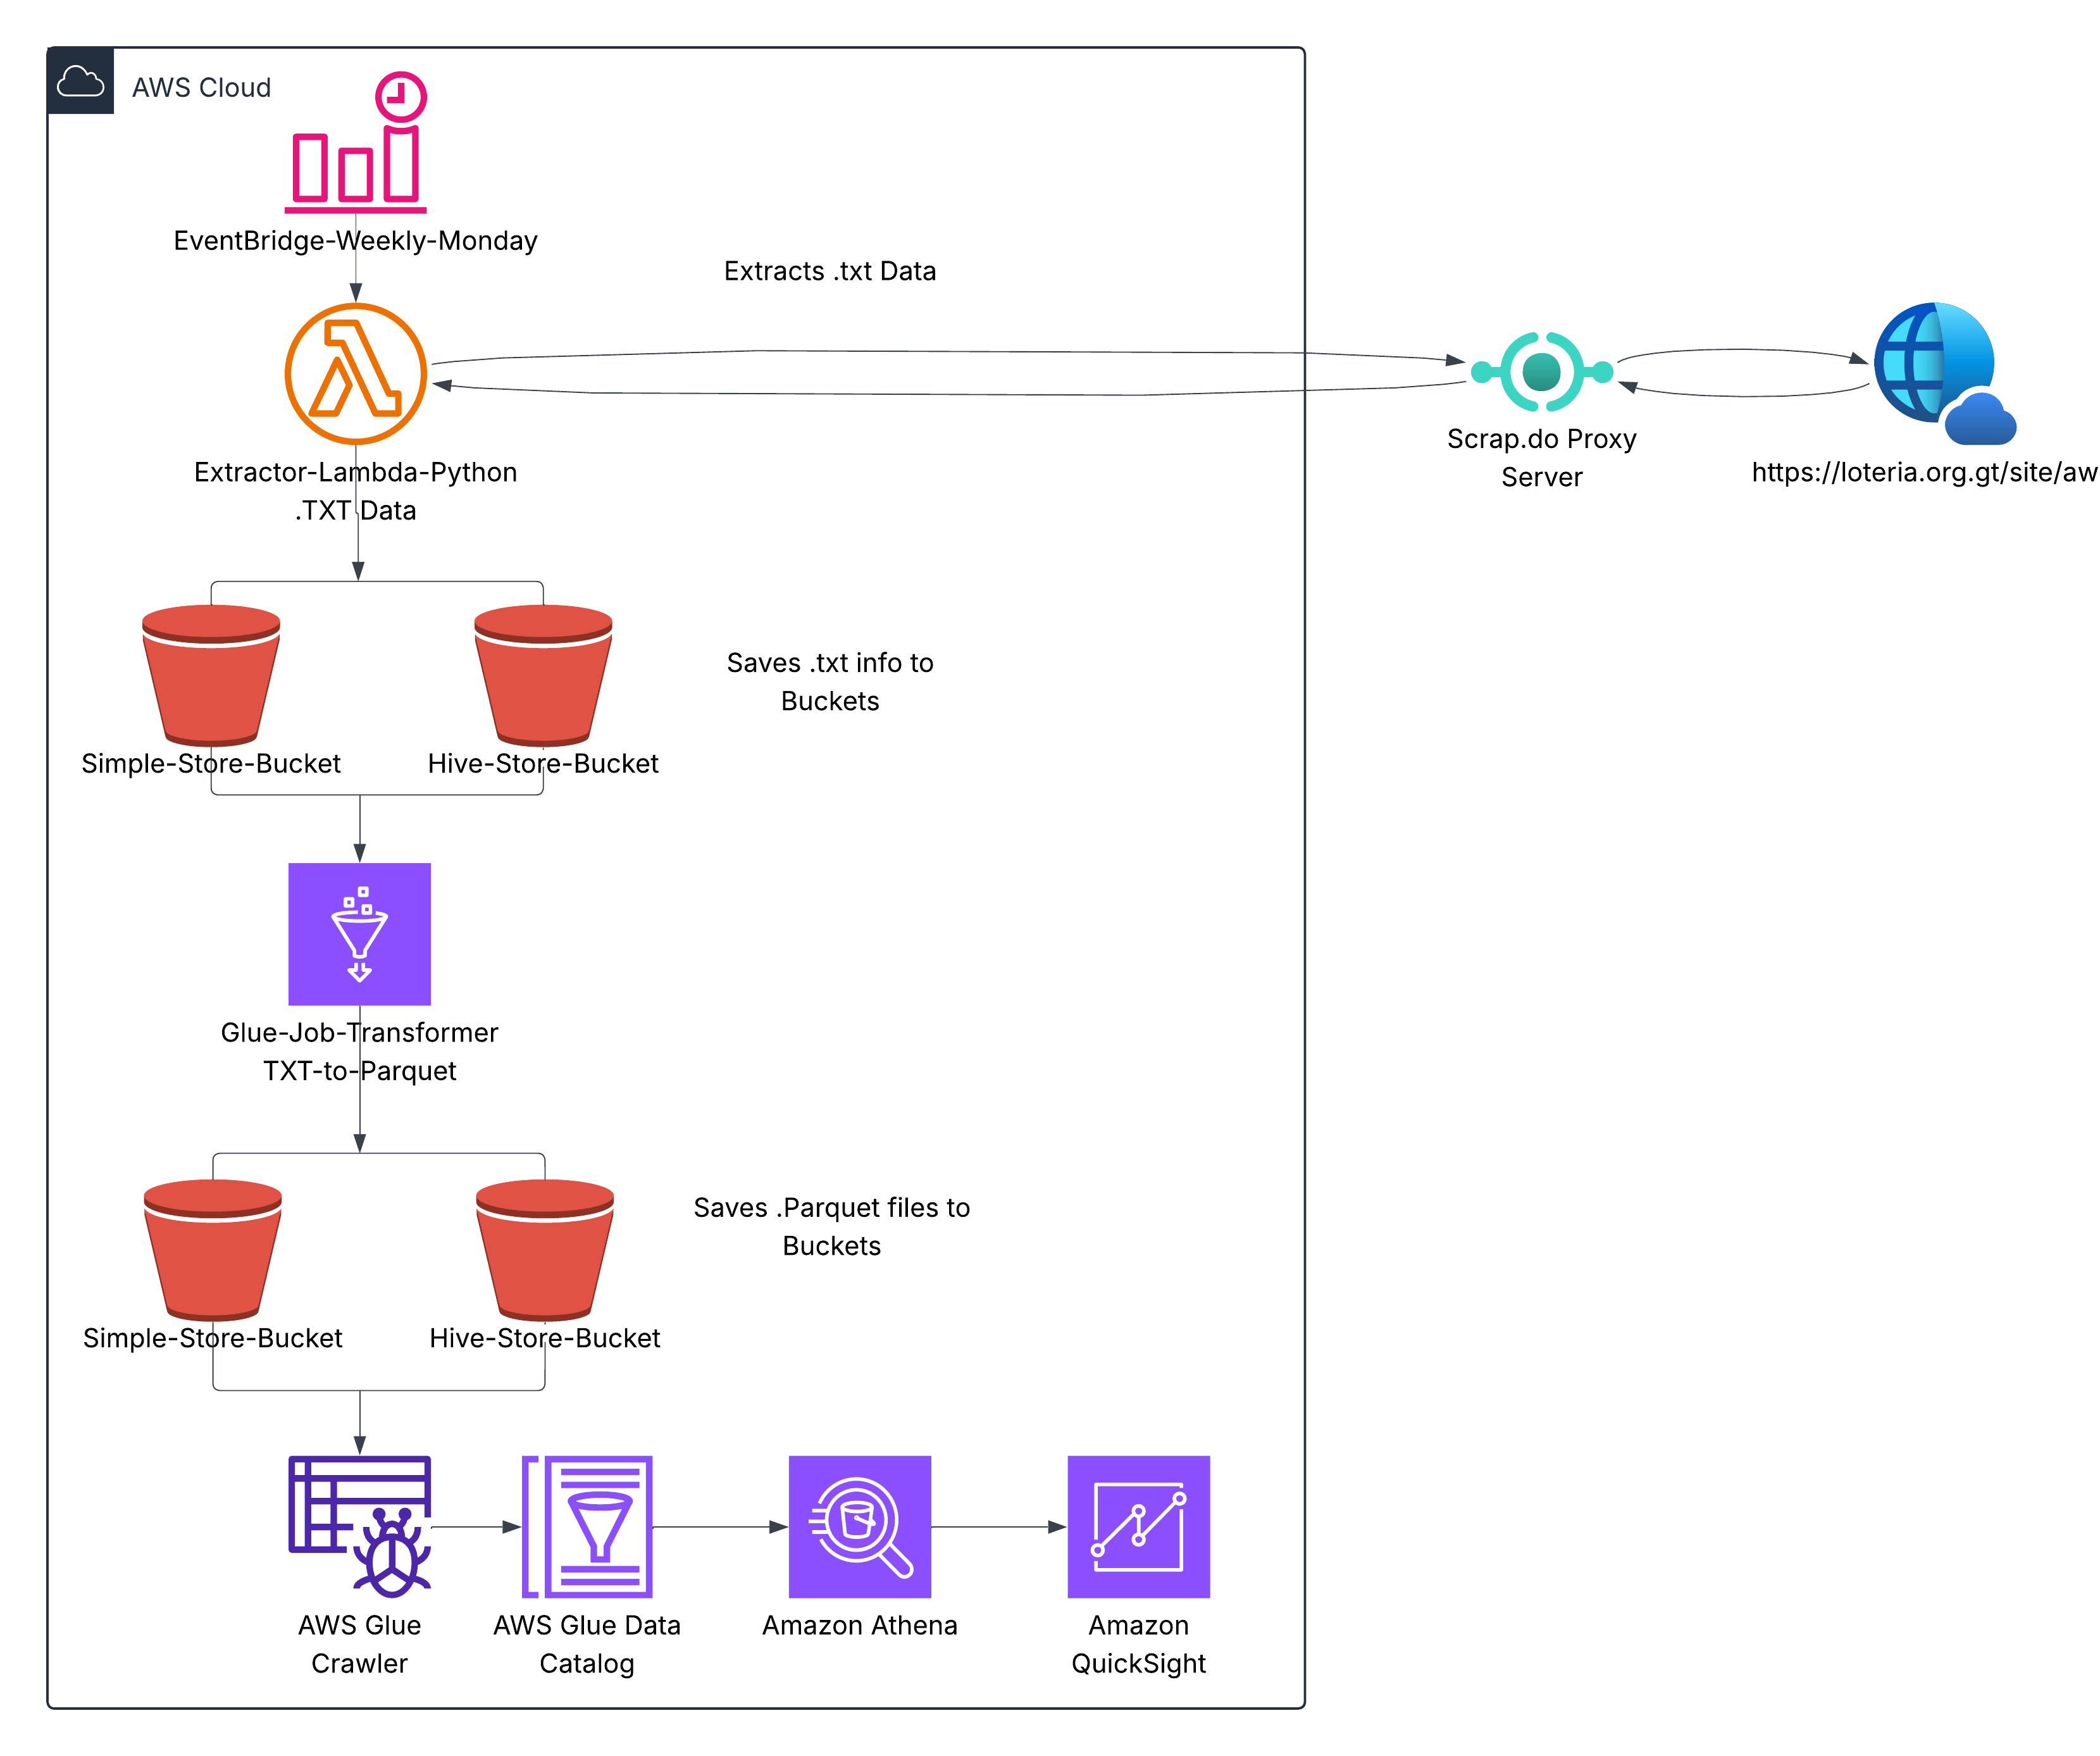 AWS Cloud
EventBridge-Weekly-Monday
Extracts .txt Data
Extractor-Lambda-Python
.TXT Data
Scrap.do Proxy
Server
https://loteria.org.gt/site/aw
Saves .txt info to
Buckets
Simple-Store-Bucket
Hive-Store-Bucket
Glue-Job-Transformer
TXT-to-Parquet
Saves .Parquet files to
Buckets
Simple-Store-Bucket
Hive-Store-Bucket
AWS Glue
Crawler
AWS Glue Data
Catalog
Amazon Athena
Amazon
QuickSight